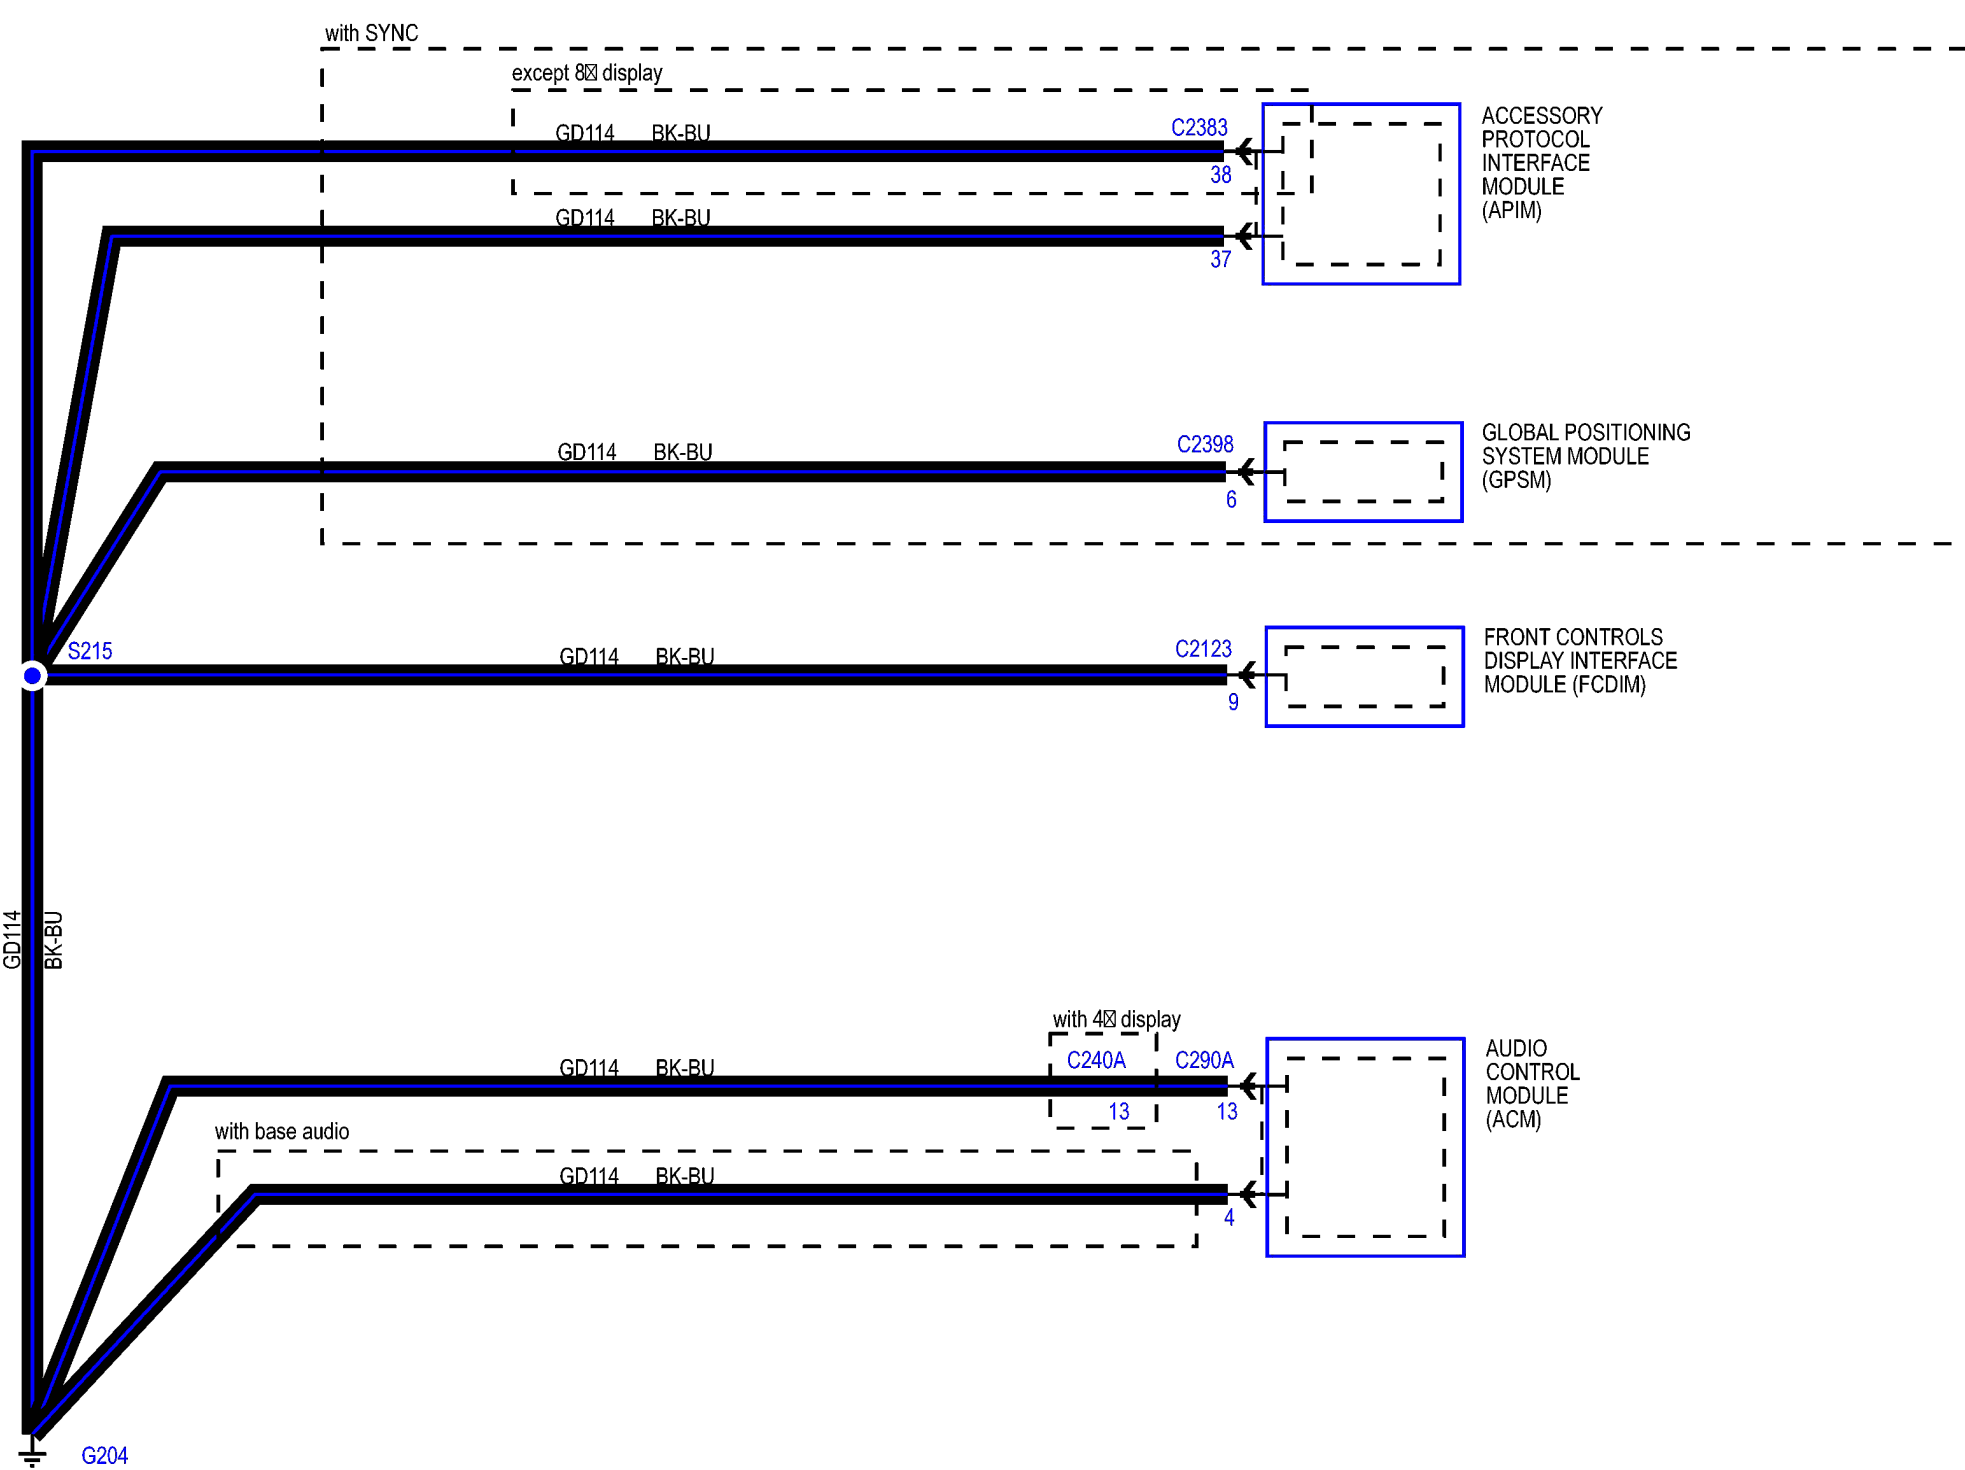 with SYNC
except 8 display
GD114 BK-BU
C2383
38
ACCESSORY
PROTOCOL
INTERFACE
MODULE
(APIM)
GD114 BK-BU
37
GD114 BK-BU
C2398
6
GLOBAL POSITIONING
SYSTEM MODULE
(GPSM)
S215
GD114 BK-BU
C2123
9
FRONT CONTROLS
DISPLAY INTERFACE
MODULE (FCDIM)
GD114
BK-BU
with 4 display
GD114 BK-BU
C240A
C290A
13
13
AUDIO
CONTROL
MODULE
(ACM)
with base audio
GD114 BK-BU
4
G204